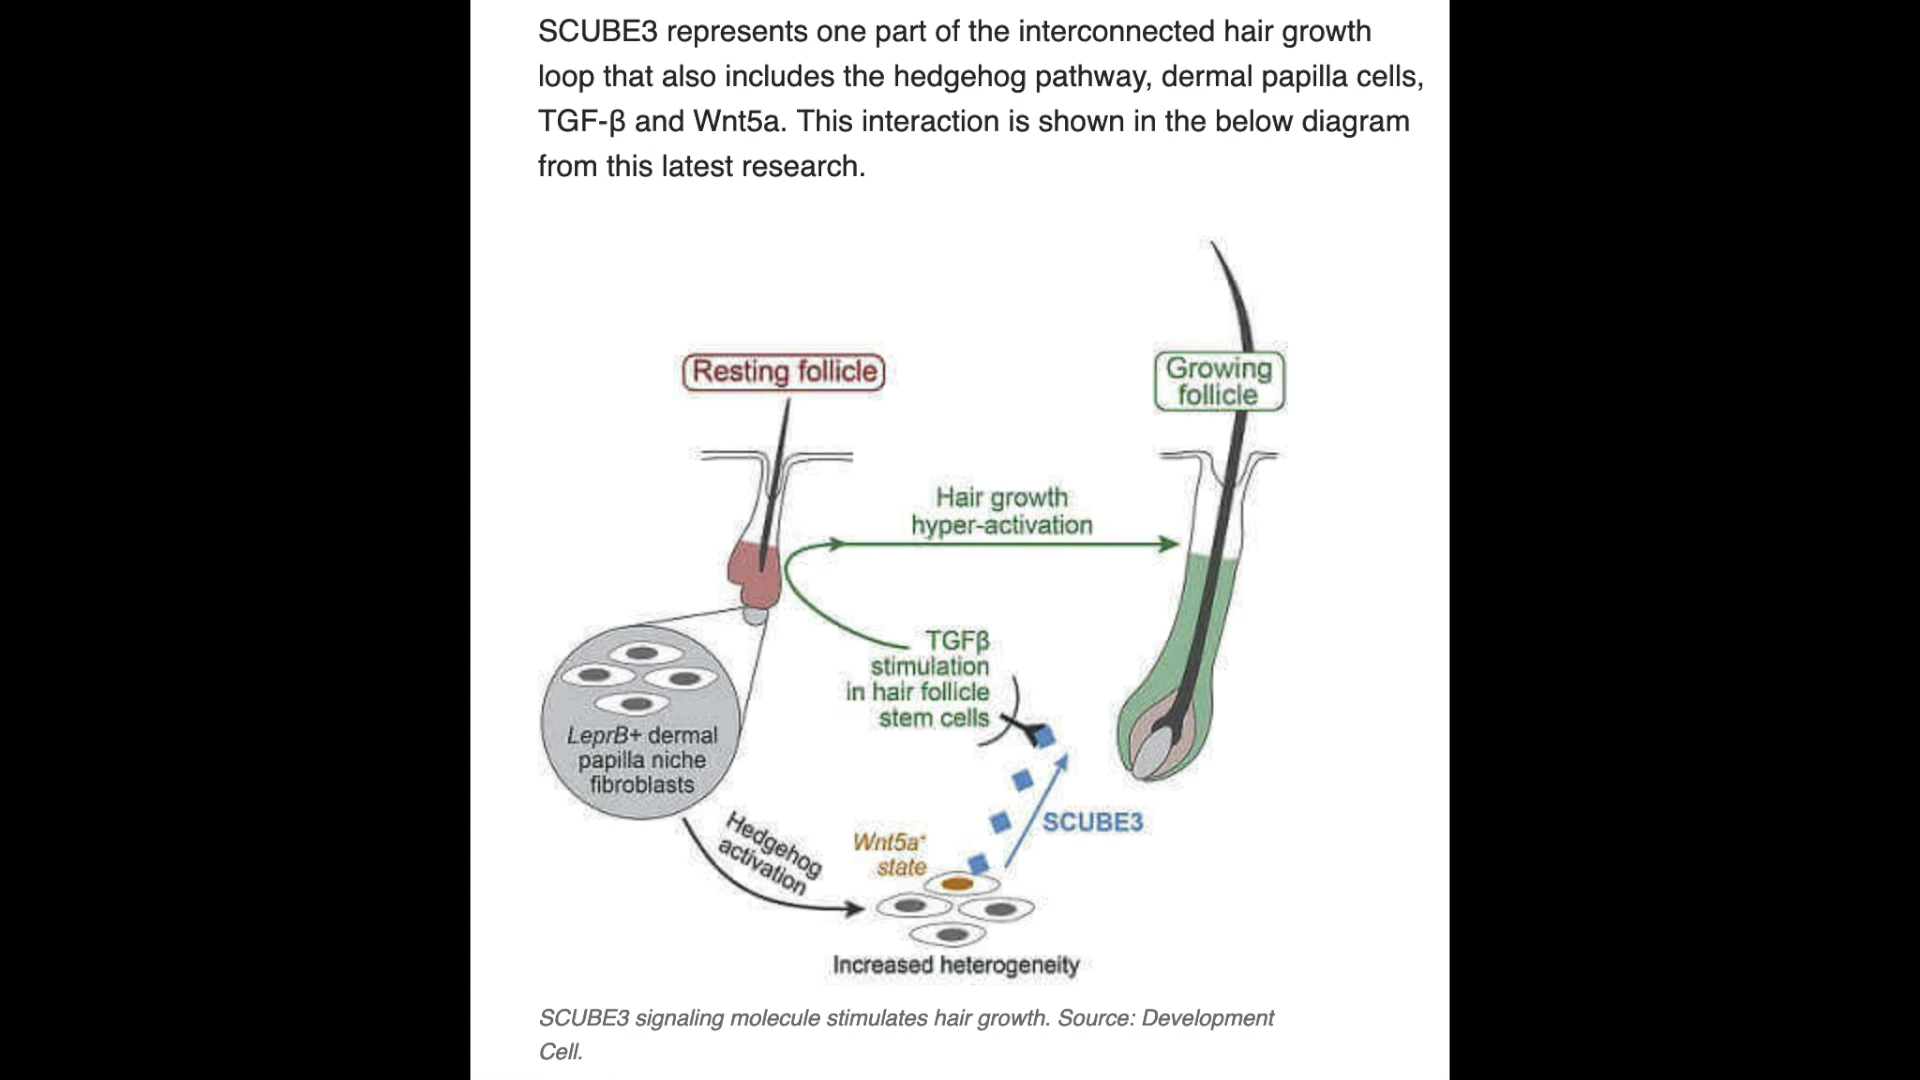 SCUBE3 represents one part of the interconnected hair growth
loop that also includes the hedgehog pathway, dermal papilla cells,
TGF-β and Wnt5a. This interaction is shown in the below diagram
from this latest research.
Resting follicle
Growing
follicle
Hair growth
hyper-activation
TGFβ
stimulation
in hair follicle
stem cells
LeprB+ dermal
papilla niche
fibroblasts
Hedgehog
activation
Wnt5a⁺
state
SCUBE3
Increased heterogeneity
SCUBE3 signaling molecule stimulates hair growth. Source: Development
Cell.